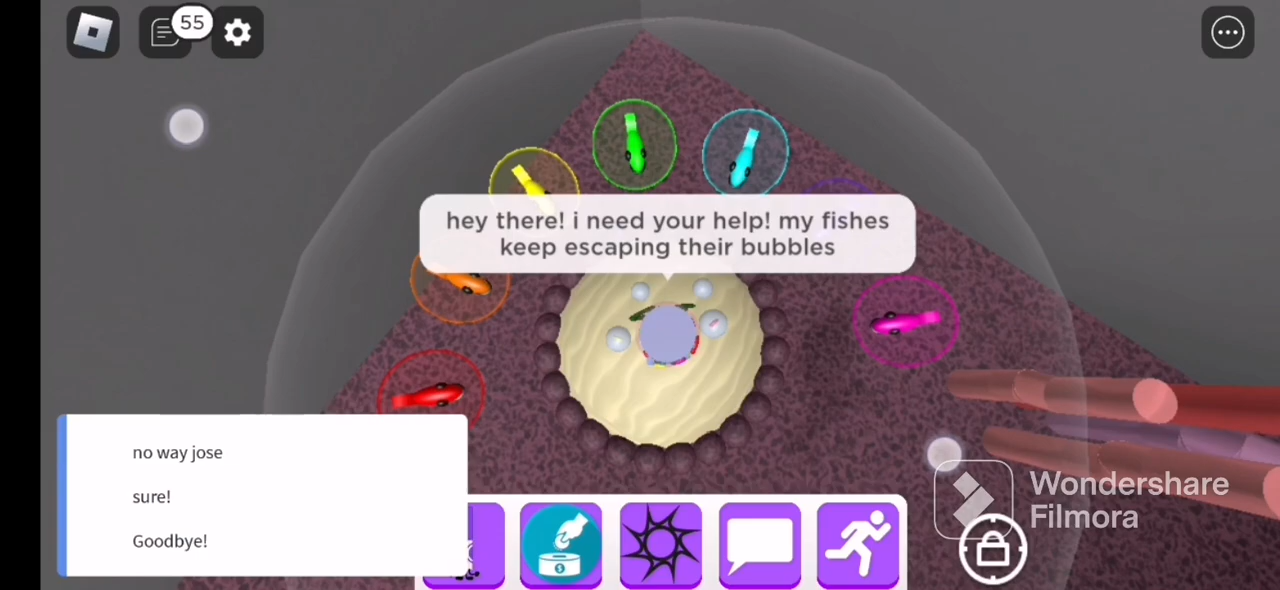 55
hey there! i need your help! my fishes
keep escaping their bubbles
no way jose
sure!
Goodbye!
Wondershare
Filmora
$